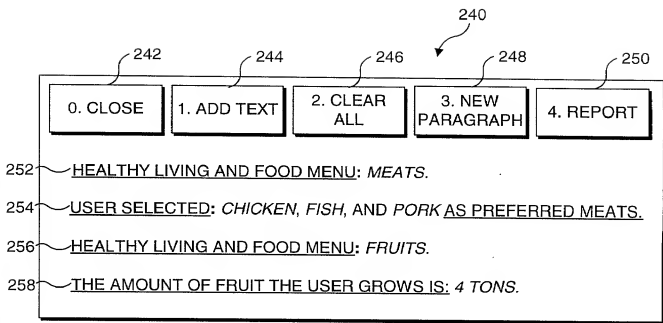 240
242 244 246 248 250
0. CLOSE 1. ADD TEXT 2. CLEAR ALL 3. NEW PARAGRAPH 4. REPORT
252 HEALTHY LIVING AND FOOD MENU: MEATS.
254 USER SELECTED: CHICKEN, FISH, AND PORK AS PREFERRED MEATS.
256 HEALTHY LIVING AND FOOD MENU: FRUITS.
258 THE AMOUNT OF FRUIT THE USER GROWS IS: 4 TONS.